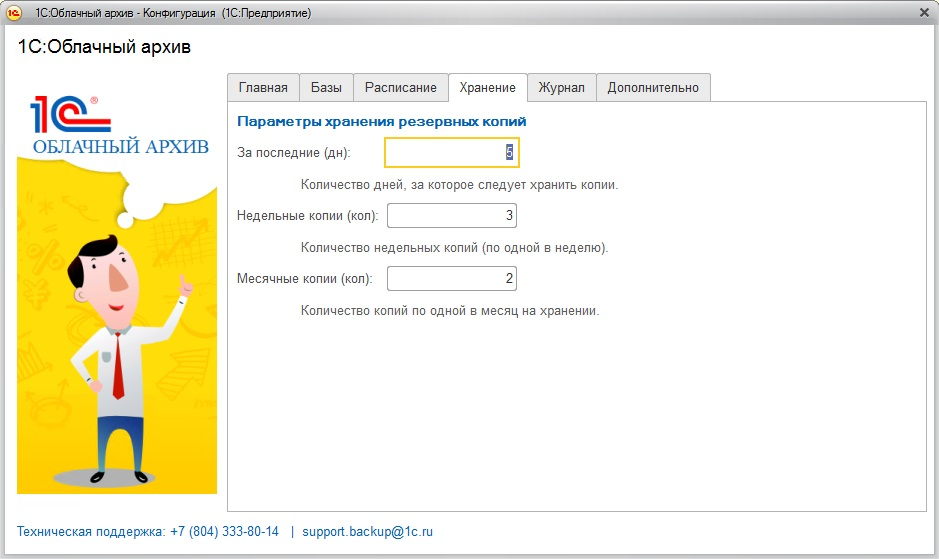 1С:Облачный архив - Конфигурация (1С:Предприятие)
1С:Облачный архив
1С®
ОБЛАЧНЫЙ АРХИВ
Главная Базы Расписание Хранение Журнал Дополнительно
Параметры хранения резервных копий
За последние (дн): 5
Количество дней, за которое следует хранить копии.
Недельные копии (кол): 3
Количество недельных копий (по одной в неделю).
Месячные копии (кол): 2
Количество копий по одной в месяц на хранении.
Техническая поддержка: +7 (804) 333-80-14 | support.backup@1c.ru